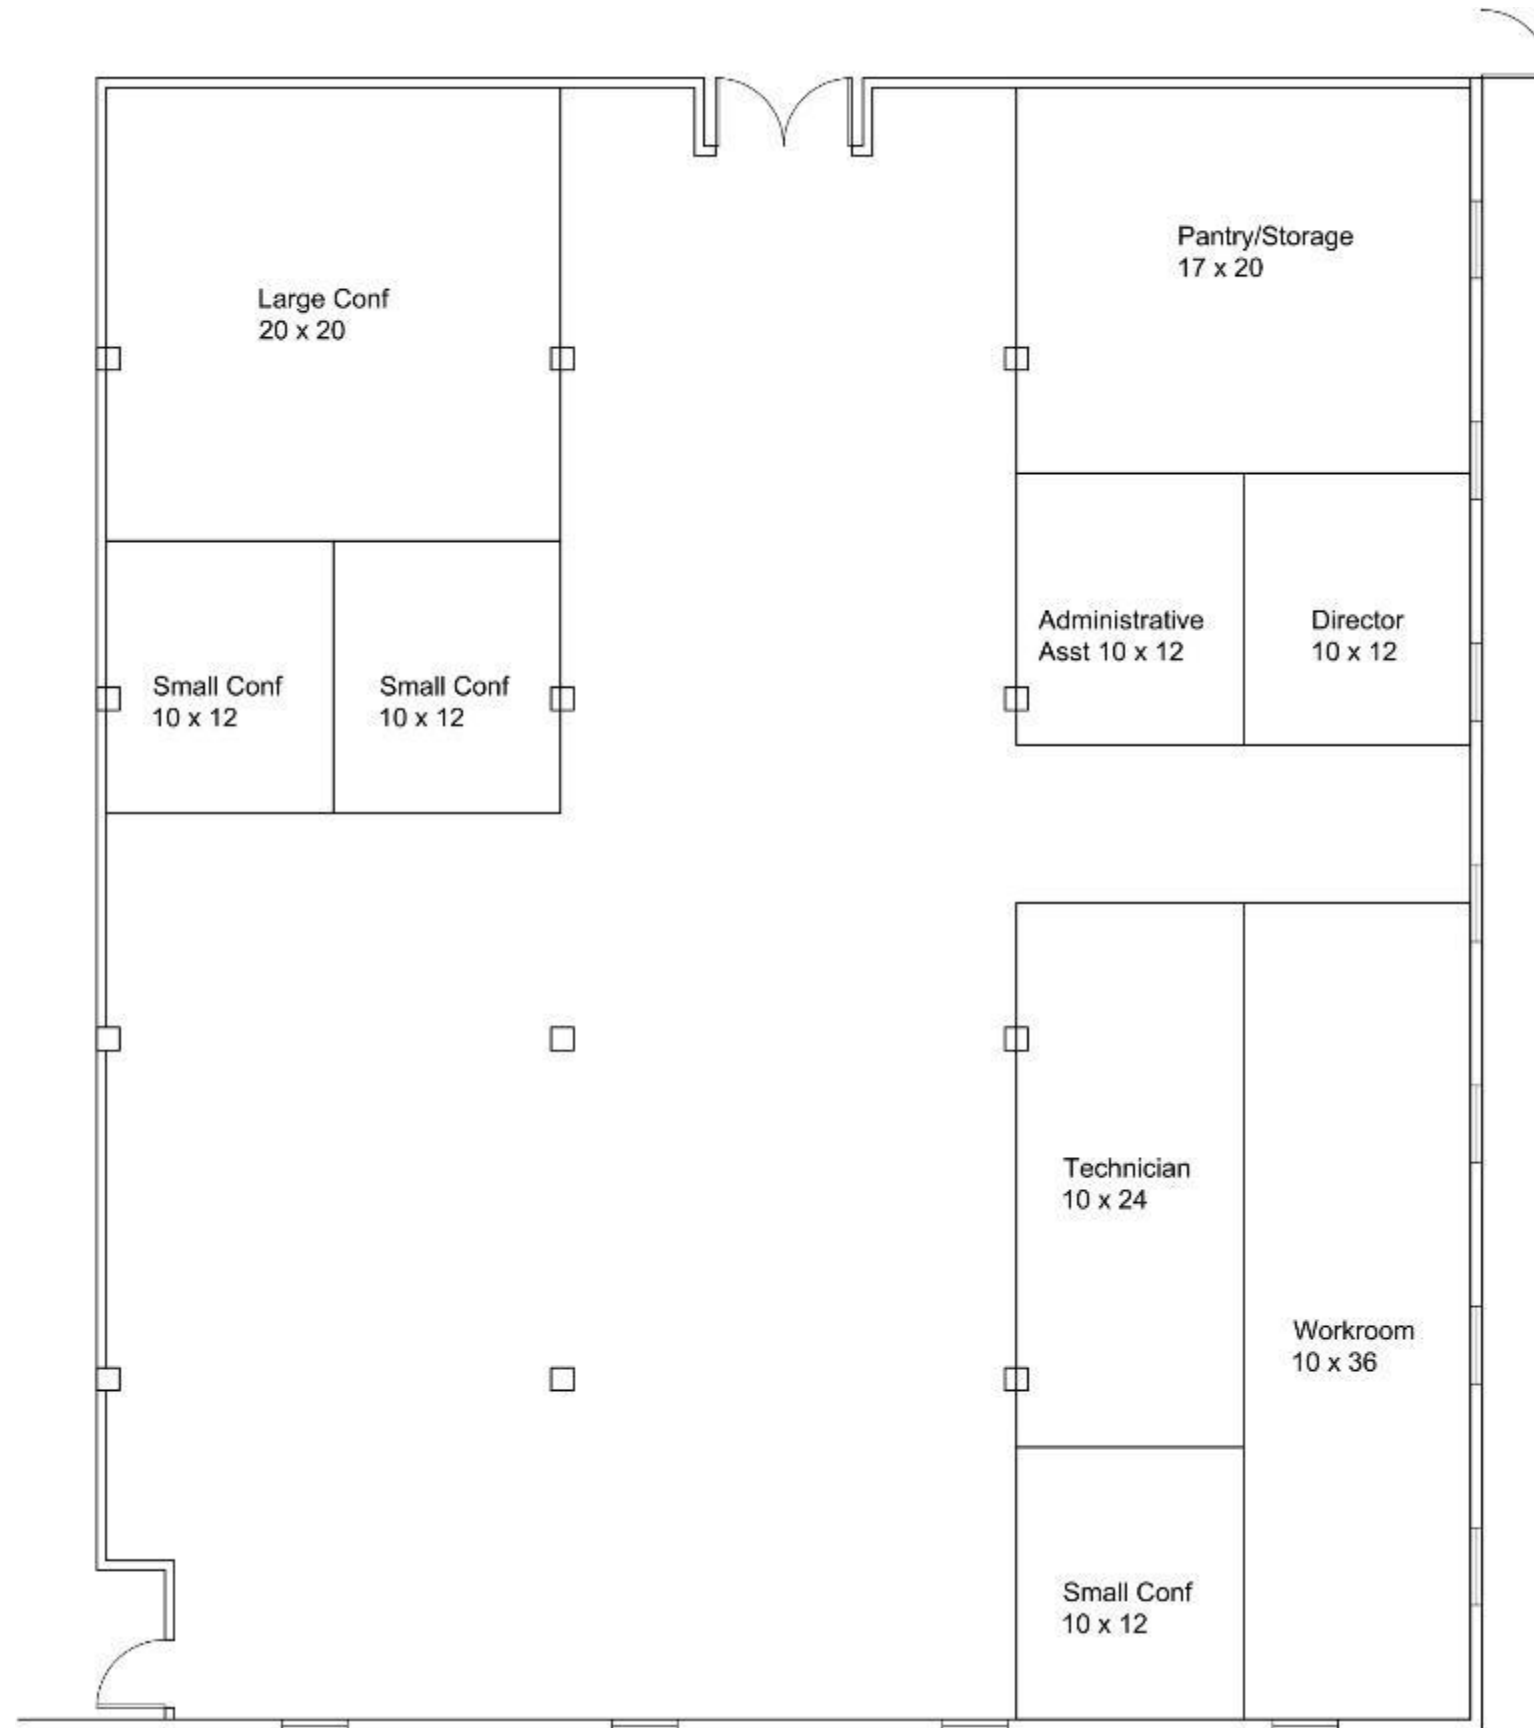 Pantry/Storage
17 x 20
Large Conf
20 x 20
Administrative
Asst 10 x 12
Director
10 x 12
Small Conf
10 x 12
Small Conf
10 x 12
Technician
10 x 24
Workroom
10 x 36
Small Conf
10 x 12